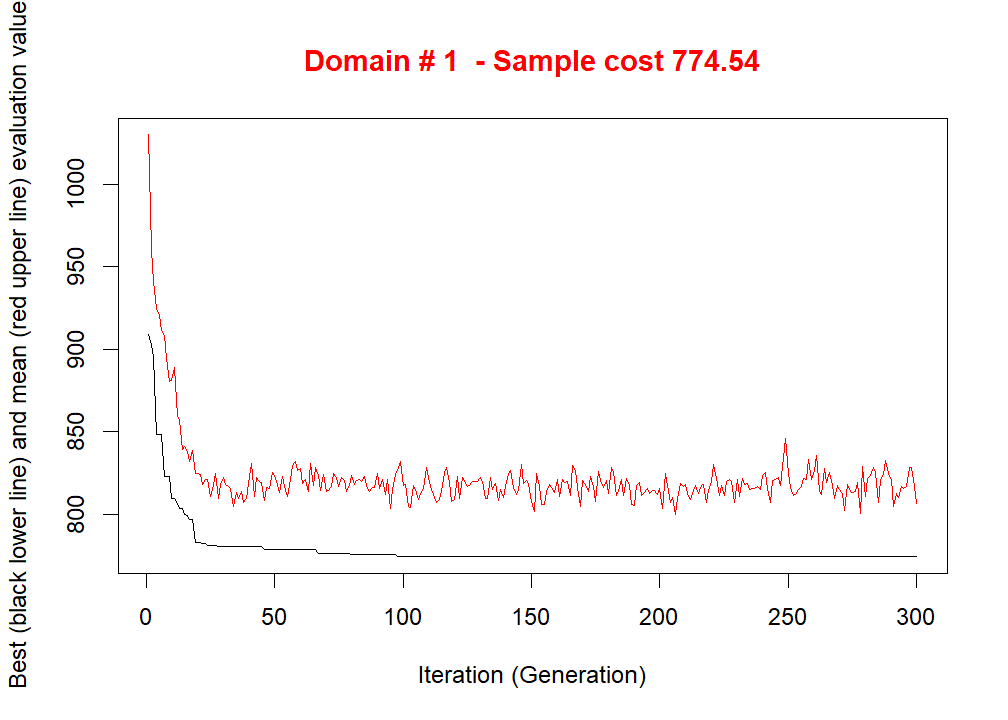 Domain # 1 - Sample cost 774.54
Best (black lower line) and mean (red upper line) evaluation value
1000
950
900
850
800
0 50 100 150 200 250 300
Iteration (Generation)